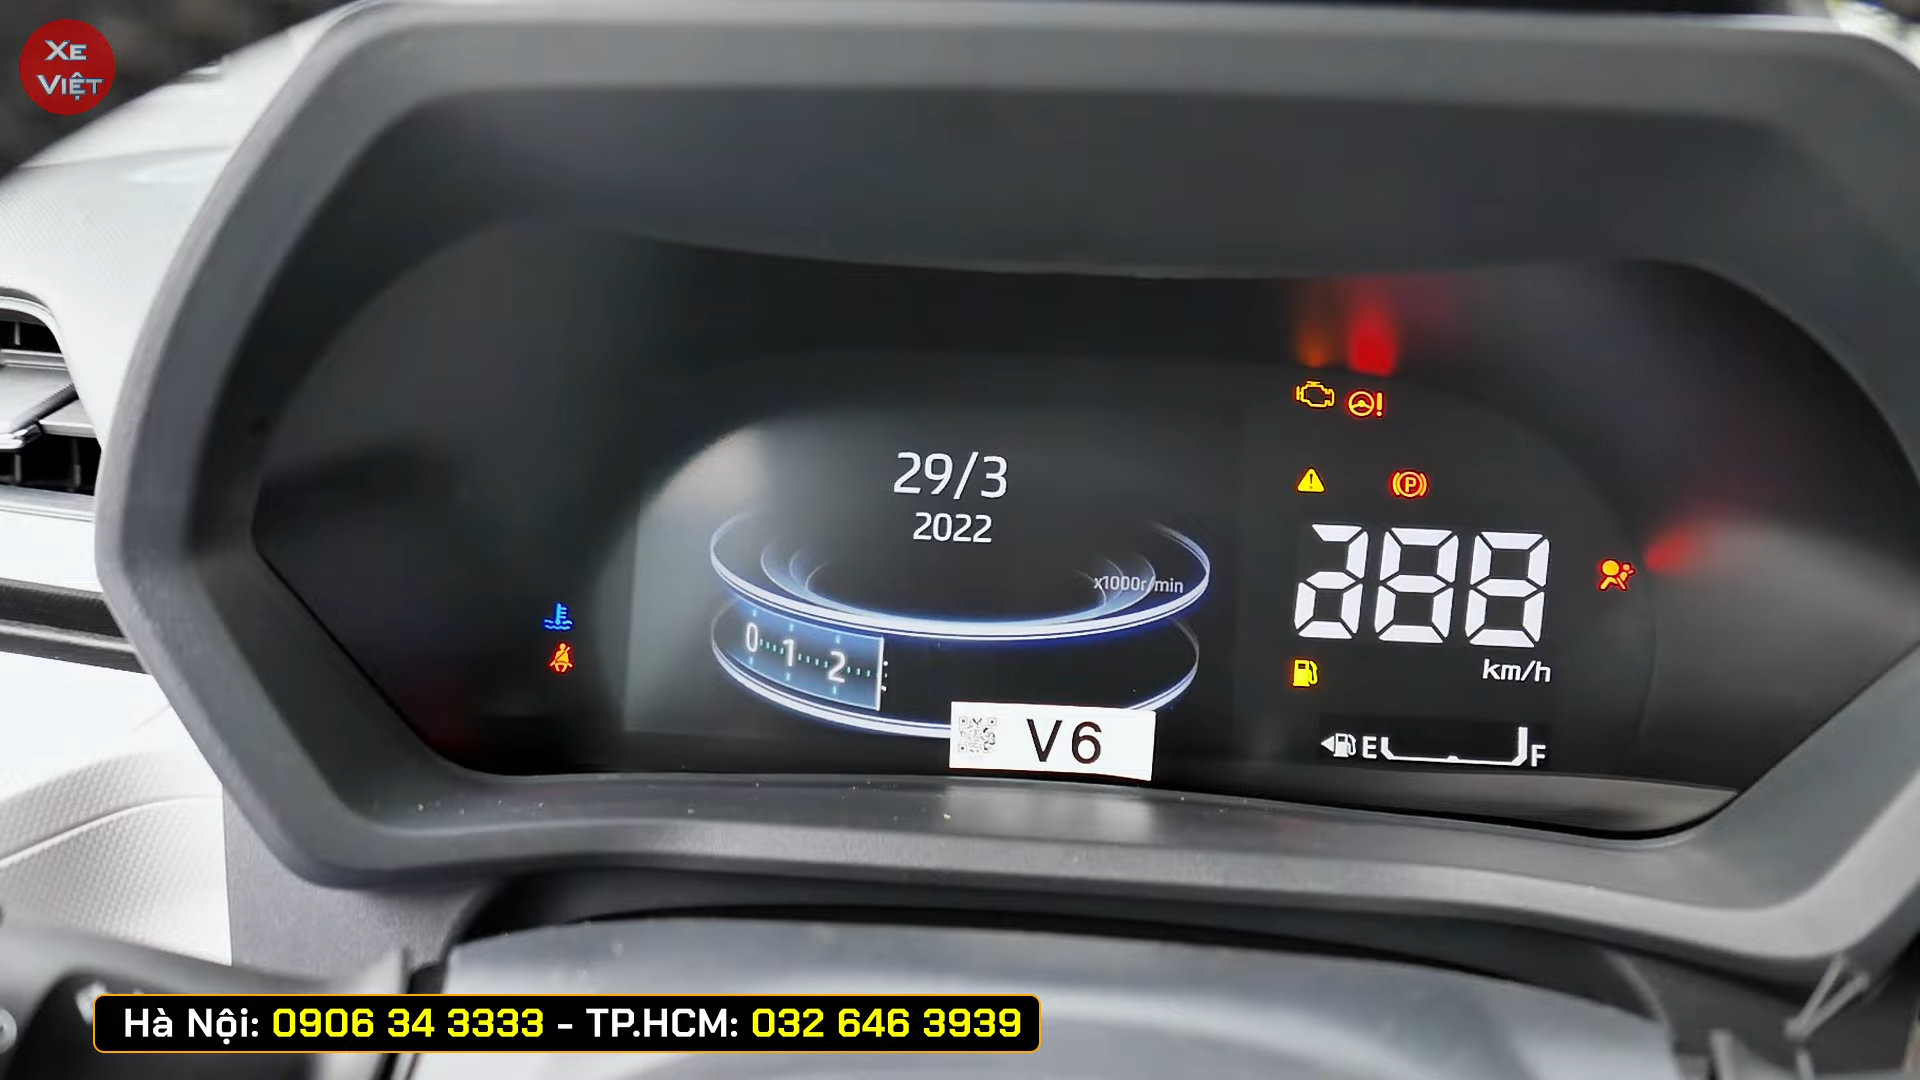 XE
VIỆT
29/3
2022
x1000r/min
0 1 2
288
km/h
E F
V6
Hà Nội: 0906 34 3333 - TP.HCM: 032 646 3939